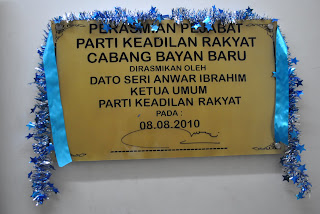 PERASMIAN PEJABAT
PARTI KEADILAN RAKYAT
CABANG BAYAN BARU
DIRASMIKAN OLEH
DATO SERI ANWAR IBRAHIM
KETUA UMUM
PARTI KEADILAN RAKYAT
PADA :
08.08.2010